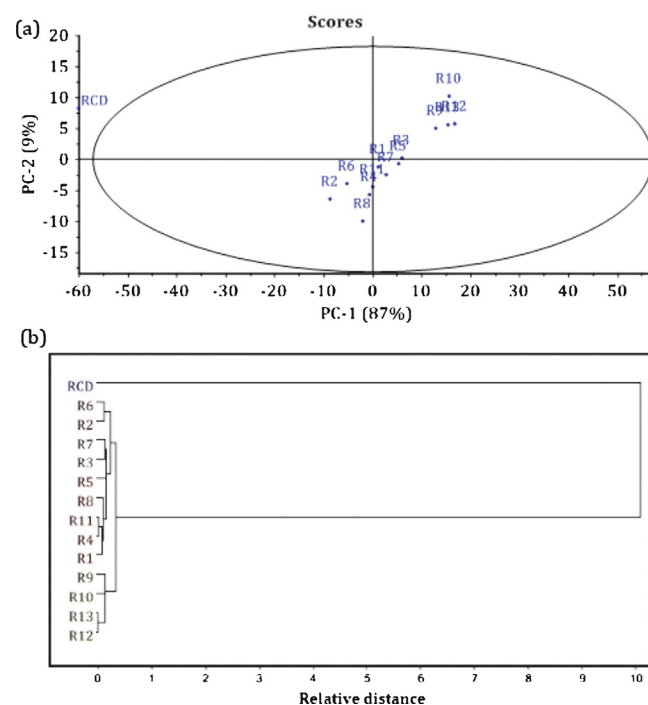 (a)
Scores
20
15
10
5
0
-5
-10
-15
PC-2 (9%)
RCD
R10
R9
R12
R3
R5
R1
R7
R11
R6
R4
R2
R8
-60 -50 -40 -30 -20 -10 0 10 20 30 40 50
PC-1 (87%)
(b)
RCD
R6
R2
R7
R3
R5
R8
R11
R4
R1
R9
R10
R13
R12
0 1 2 3 4 5 6 7 8 9 10
Relative distance